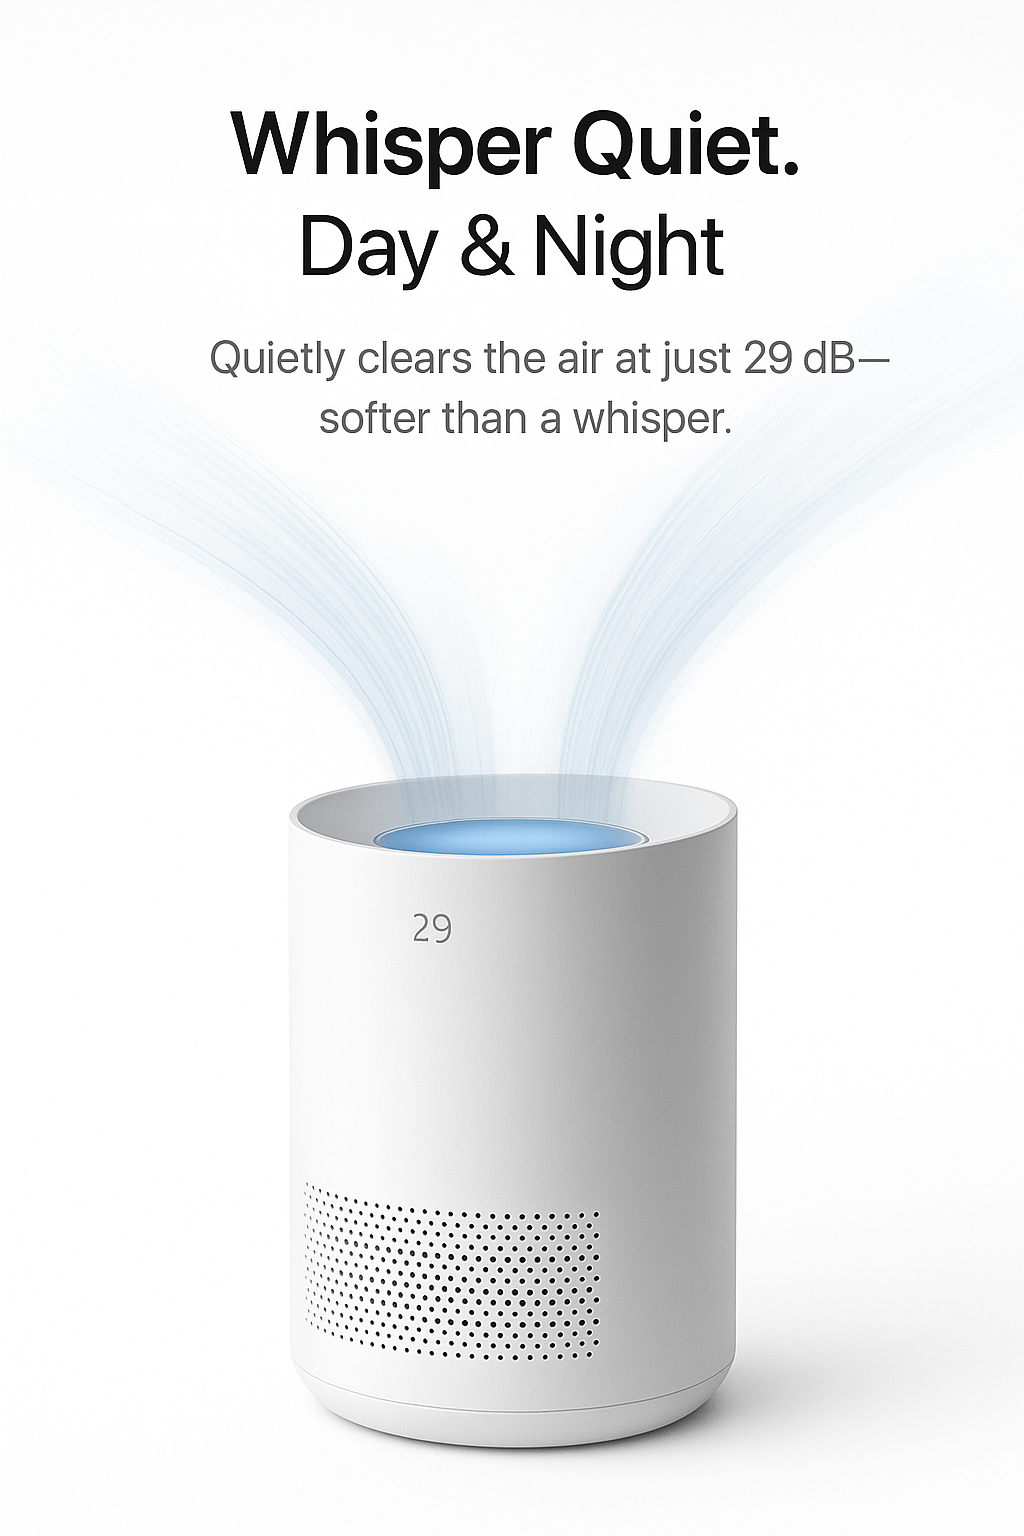 Whisper Quiet.
Day & Night
Quietly clears the air at just 29 dB—
softer than a whisper.
29